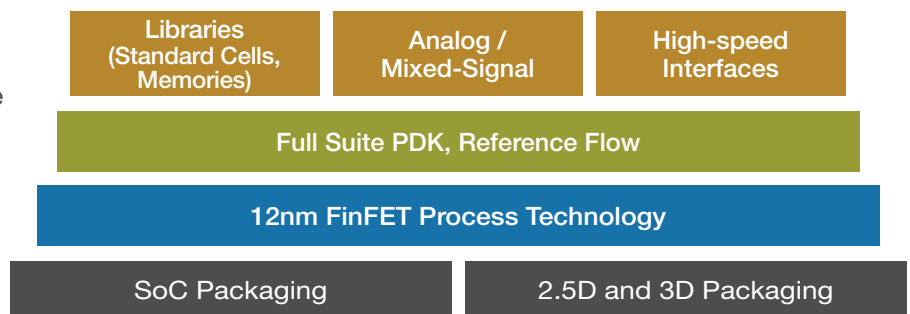 Libraries
(Standard Cells,
Memories)
Analog /
Mixed-Signal
High-speed
Interfaces
e
Full Suite PDK, Reference Flow
12nm FinFET Process Technology
SoC Packaging
2.5D and 3D Packaging